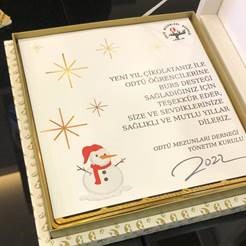 YENİ YIL ÇİKOLATANIZ İLE
ODTÜ ÖĞRENCİLERİNE
BURS DESTEĞİ
SAĞLADIĞINIZ İÇİN
TEŞEKKÜR EDER,
SİZE VE SEVDİKLERİNİZE
SAĞLIKLI VE MUTLU YILLAR
DİLERİZ.
ODTÜ MEZUNLARI DERNEĞİ
YÖNETİM KURULU
2022